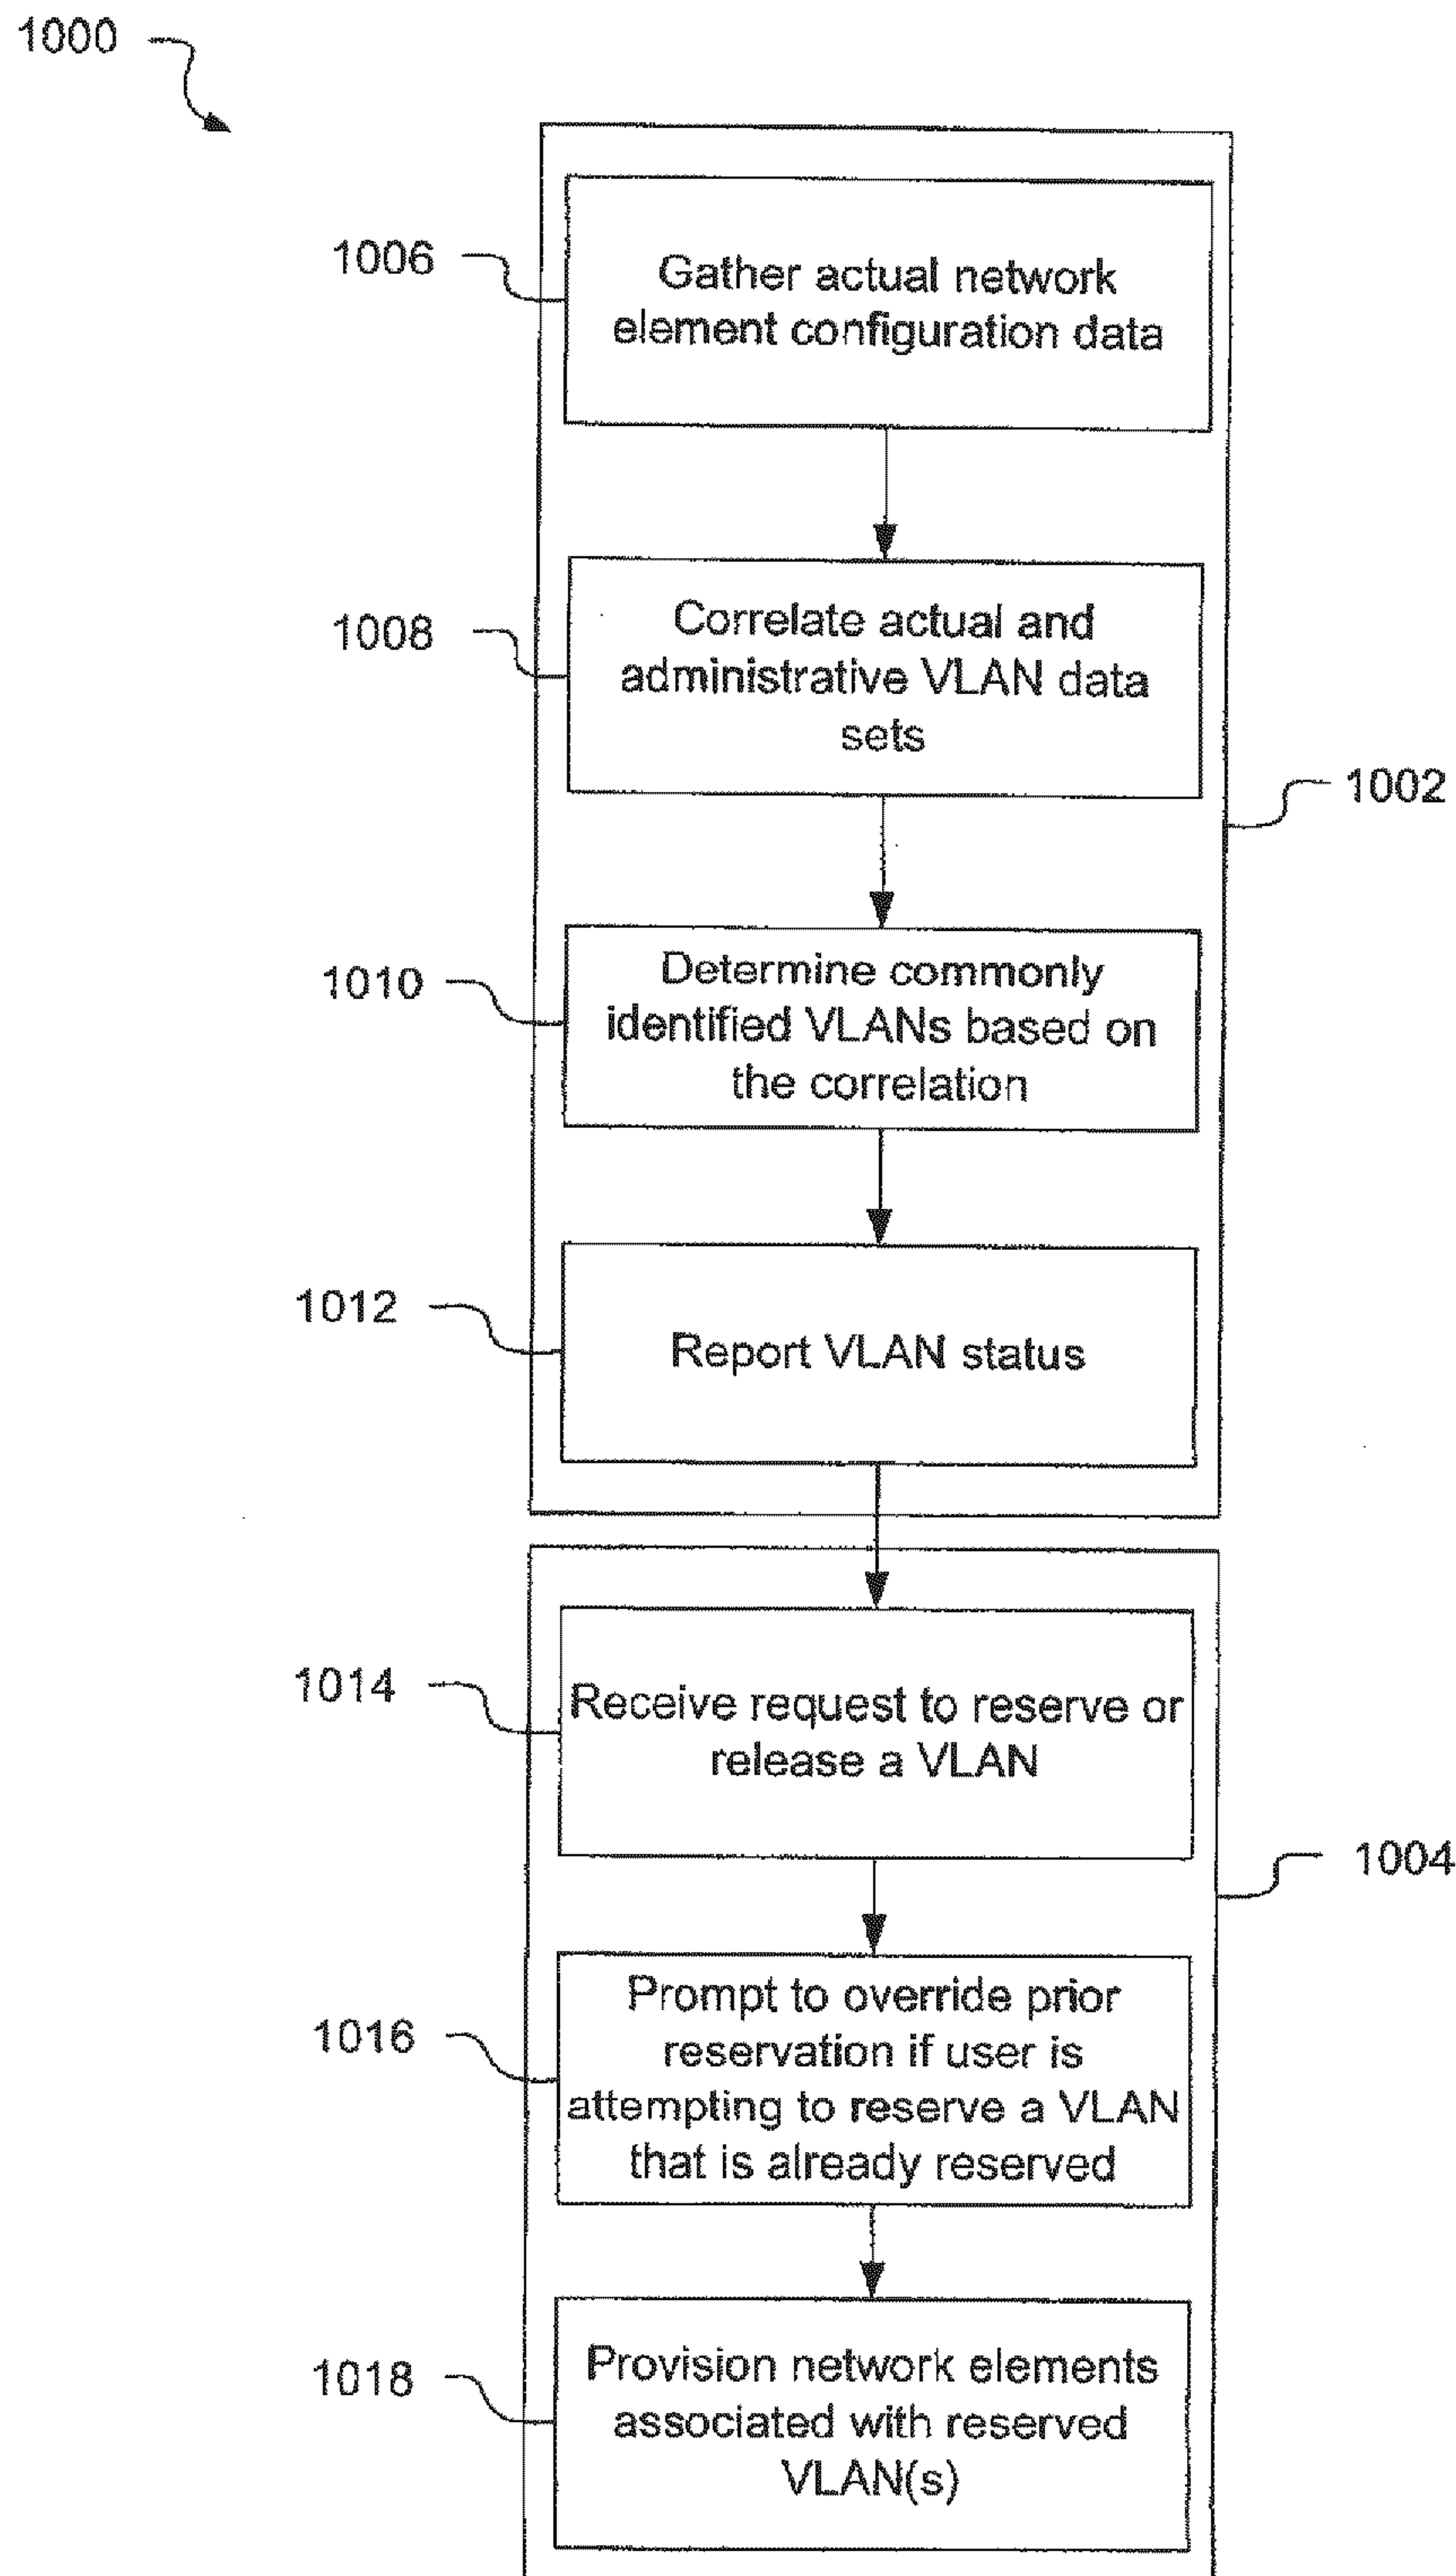 1000
1006
Gather actual network
element configuration data
1008
Correlate actual and
administrative VLAN data
sets
1002
1010
Determine commonly
identified VLANs based on
the correlation
1012
Report VLAN status
1014
Receive request to reserve or
release a VLAN
1004
1016
Prompt to override prior
reservation if user is
attempting to reserve a VLAN
that is already reserved
1018
Provision network elements
associated with reserved
VLAN(s)